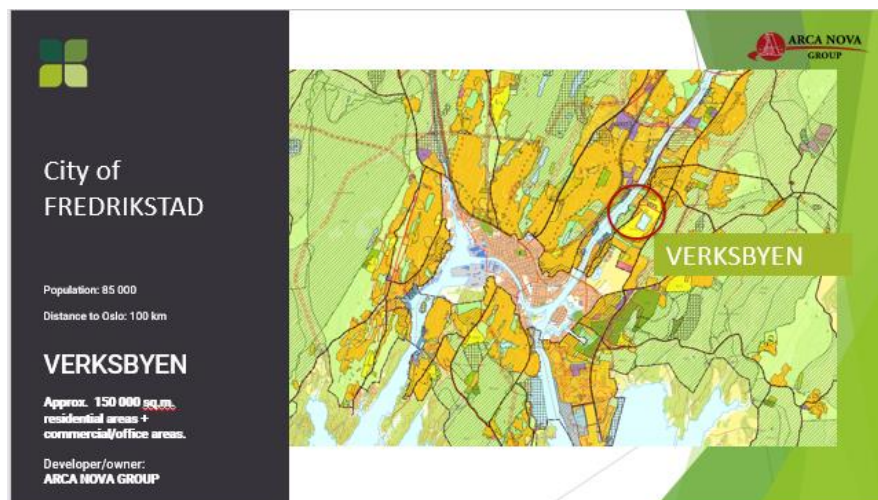 City of
FREDRIKSTAD
Population: 85 000
Distance to Oslo: 100 km
VERKSBYEN
Approx. 150 000 sq.m.
residential areas +
commercial/office areas.
Developer/owner:
ARCA NOVA GROUP
ARCA NOVA
GROUP
VERKSBYEN